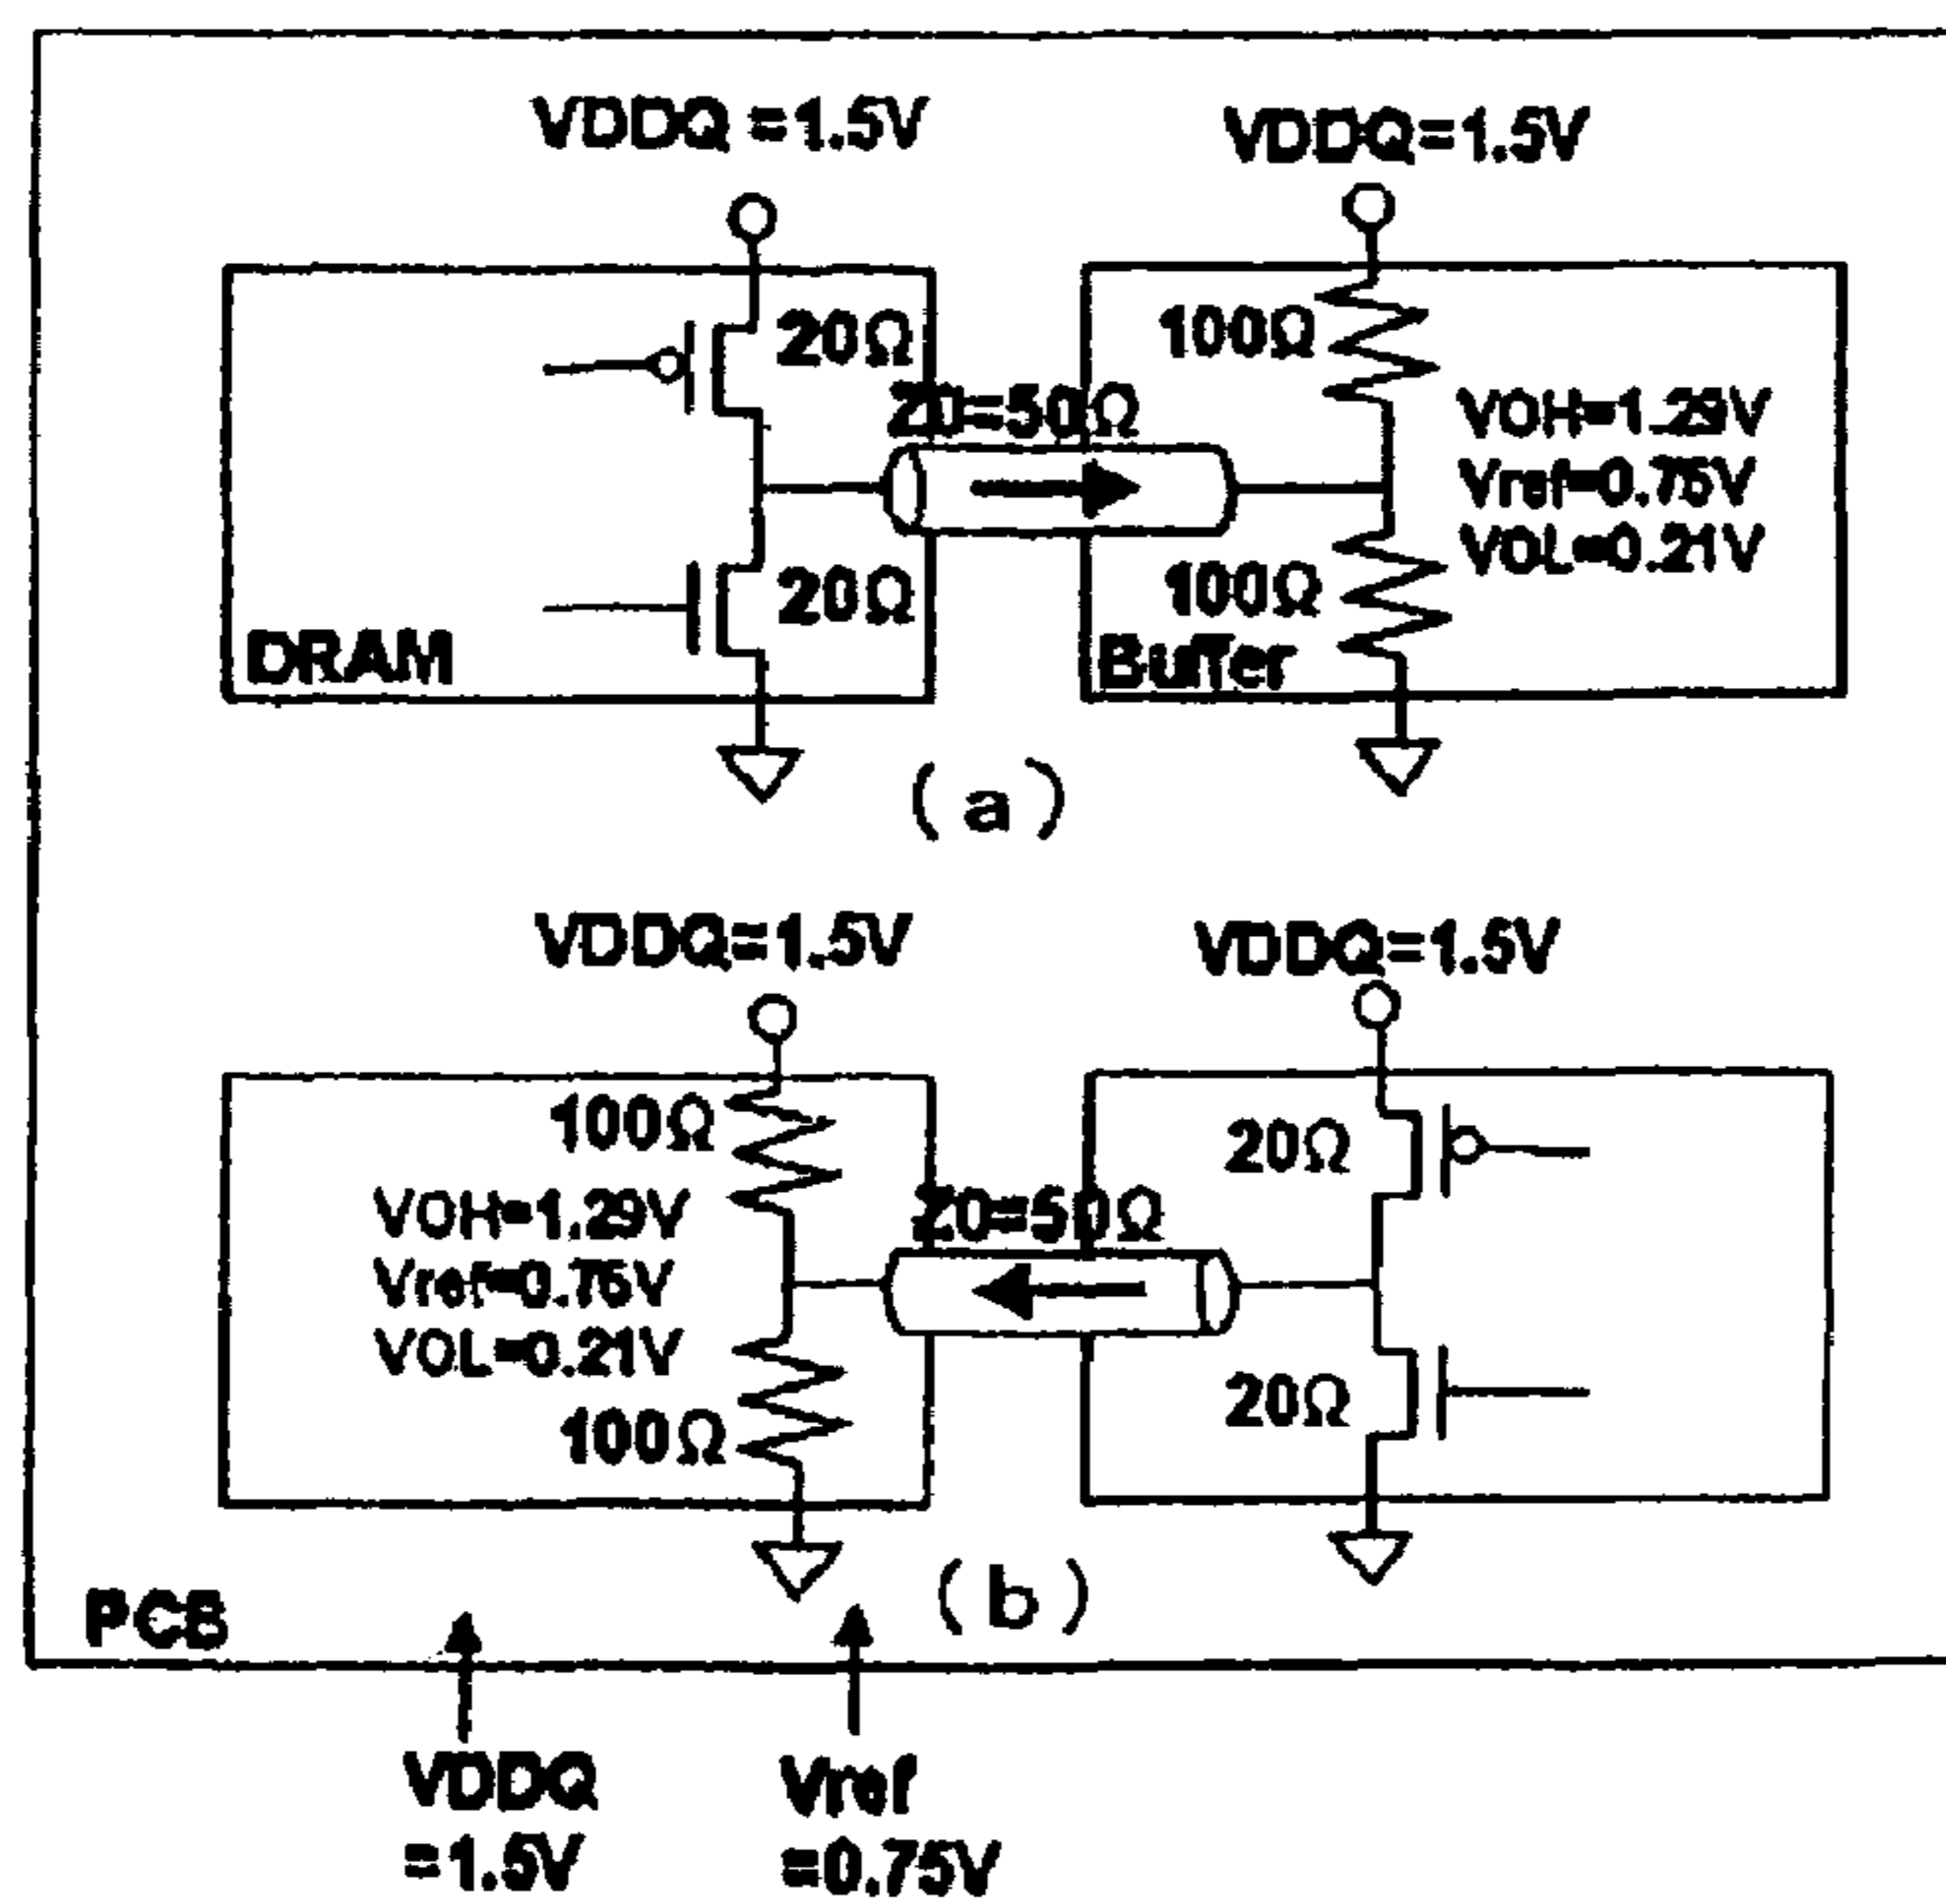 VDDQ =1.5V
VDDQ=1.5V
20Ω
100Ω
Z0=50Ω
VOH=1.29V
Vref=0.75V
VOL=0.21V
20Ω
100Ω
DRAM
Buffer
(a)
VDDQ=1.5V
VDDQ=1.5V
100Ω
20Ω
VOH=1.29V
Z0=50Ω
Vref=0.75V
VOL=0.21V
20Ω
100Ω
(b)
PCB
VDDQ
=1.5V
Vref
=0.75V